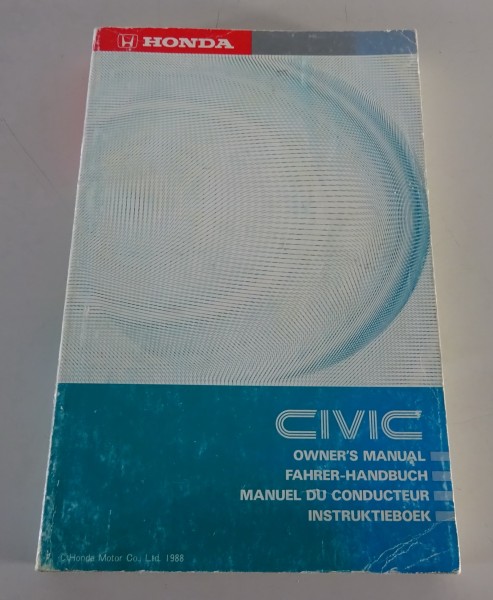 HONDA
CIVIC
OWNER'S MANUAL
FAHRER-HANDBUCH
MANUEL DU CONDUCTEUR
INSTRUKTIEBOEK
© Honda Motor Co., Ltd. 1988